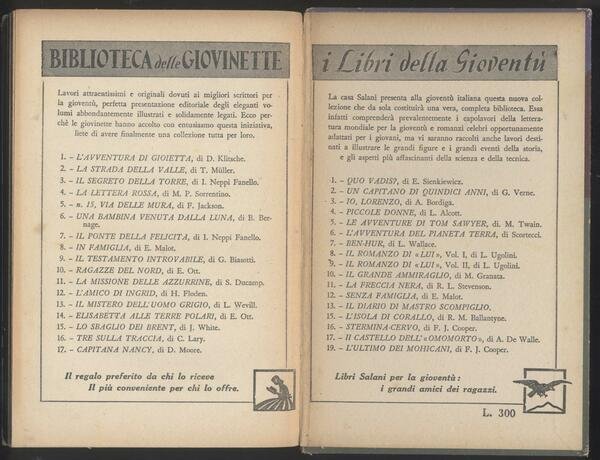 BIBLIOTECA delle GIOVINETTE
Lavori attraentissimi e originali dovuti ai migliori scrittori per
la gioventù, perfetta presentazione editoriale degli eleganti vo-
lumi abbondantemente illustrati e solidamente legati. Ecco per-
chè le giovinette hanno accolto con entusiasmo questa iniziativa,
liete di avere finalmente una collezione tutta per loro.
1. - L'AVVENTURA DI GIOIETTA, di D. Klitsche.
2. - LA STRADA DELLA VALLE, di T. Müller.
3. - IL SEGRETO DELLA TORRE, di I. Neppi Fanello.
4. - LA LETTERA ROSSA, di M. P. Sorrentino.
5. - n. 15, VIA DELLE MURA, di F. Jackson.
6. - UNA BAMBINA VENUTA DALLA LUNA, di B. Ber-
nage.
7. - IL PONTE DELLA FELICITA, di I. Neppi Fanello.
8. - IN FAMIGLIA, di E. Malot.
9. - IL TESTAMENTO INTROVABILE, di G. Biasotti.
10. - RAGAZZE DEL NORD, di E. Ott.
11. - LA MISSIONE DELLE AZZURRINE, di S. Ducamp.
12. - L'AMICO DI INGRID, di H. Floden.
13. - IL MISTERO DELL'UOMO GRIGIO, di L. Wevill.
14. - ELISABETTA ALLE TERRE POLARI, di E. Ott.
15. - LO SBAGLIO DEI BRENT, di J. White.
16. - TRE SULLA TRACCIA, di C. Lary.
17. - CAPITANA NANCY, di D. Moore.
Il regalo preferito da chi lo riceve
Il più conveniente per chi lo offre.
i Libri della Gioventù
La casa Salani presenta alla gioventù italiana questa nuova col-
lezione che da sola costituirà una vera, completa biblioteca. Essa
infatti comprenderà prevalentemente i capolavori della lettera-
tura mondiale per la gioventù e romanzi celebri opportunamente
adattati per i giovani, ma vi saranno raccolti anche lavori desti-
nati a illustrare le grandi figure e i grandi eventi della storia,
e gli aspetti più affascinanti della scienza e della tecnica.
1. - QUO VADIS?, di E. Sienkiewicz.
2. - UN CAPITANO DI QUINDICI ANNI, di G. Verne.
3. - IO, LORENZO, di A. Bordiga.
4. - PICCOLE DONNE, di L. Alcott.
5. - LE AVVENTURE DI TOM SAWYER, di M. Twain.
6. - L'AVVENTURA DEL PIANETA TERRA, di Scortecci.
7. - BEN-HUR, di L. Wallace.
8. - IL ROMANZO DI «LUI», Vol. I, di L. Ugolini.
9. - IL ROMANZO DI «LUI», Vol. II, di L. Ugolini.
10. - IL GRANDE AMMIRAGLIO, di M. Granata.
11. - LA FRECCIA NERA, di R. L. Stevenson.
12. - SENZA FAMIGLIA, di E. Malot.
13. - IL DIARIO DI MASTRO SCOMPIGLIO.
15. - L'ISOLA DI CORALLO, di R. M. Ballantyne.
16. - STERMINA-CERVO, di F. J. Cooper.
17. - Il CASTELLO DELL'«OMOMORTO», di A. De Walle.
19. - L'ULTIMO DEI MOHICANI, di F. J. Cooper.
Libri Salani per la gioventù:
i grandi amici dei ragazzi.
L. 300